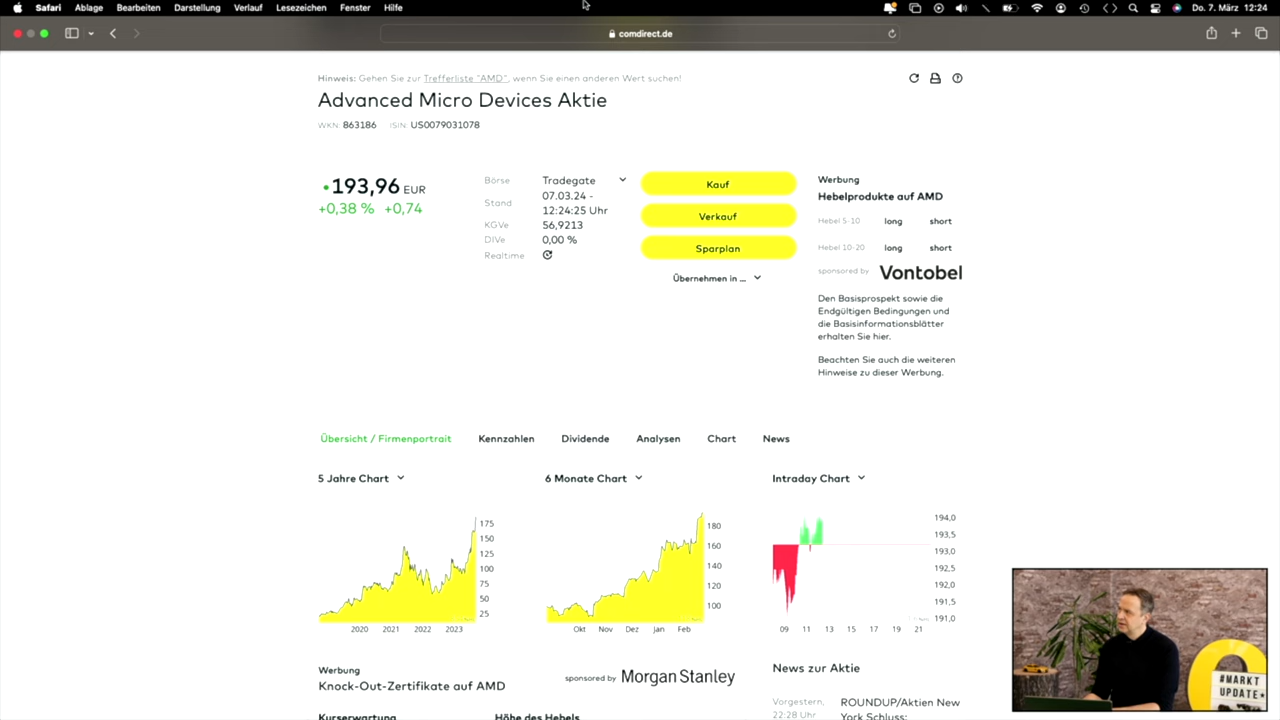 Safari Ablage Bearbeiten Darstellung Verlauf Lesezeichen Fenster Hilfe Do. 7. März 12:24
comdirect.de
Hinweis: Gehen Sie zur Trefferliste "AMD", wenn Sie einen anderen Wert suchen!
Advanced Micro Devices Aktie
WKN: 863186 ISIN: US0079031078
193,96 EUR
+0,38 % +0,74
Börse Tradegate
Stand 07.03.24 -
12:24:25 Uhr
KGVe 56,9213
DIVe 0,00 %
Realtime
Kauf
Verkauf
Sparplan
Übernehmen in ...
Werbung
Hebelprodukte auf AMD
Hebel 5-10 long short
Hebel 10-20 long short
sponsored by Vontobel
Den Basisprospekt sowie die
Endgültigen Bedingungen und
die Basisinformationsblätter
erhalten Sie hier.
Beachten Sie auch die weiteren
Hinweise zu dieser Werbung.
Übersicht / Firmenportrait Kennzahlen Dividende Analysen Chart News
5 Jahre Chart
175
150
125
100
75
50
25
2020 2021 2022 2023
6 Monate Chart
180
160
140
120
100
Okt Nov Dez Jan Feb
Intraday Chart
194,0
193,5
193,0
192,5
192,0
191,5
191,0
09 11 13 15 17 19 21
Werbung
Knock-Out-Zertifikate auf AMD
sponsored by Morgan Stanley
Kurserwartung Höhe des Hebels
News zur Aktie
Vorgestern, 22:28 Uhr
ROUNDUP/Aktien New
York Schluss:
#MARKT
UPDATE